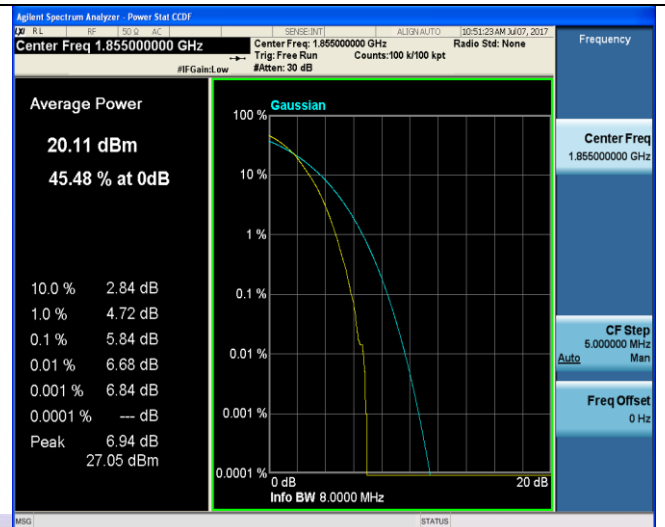 Agilent Spectrum Analyzer - Power Stat CCDF
LXI RL RF 50 Ω AC SENSE:INT ALIGN AUTO 10:51:23 AM Jul 07, 2017
Center Freq 1.855000000 GHz
Center Freq: 1.855000000 GHz Radio Std: None
Trig: Free Run Counts:100 k/100 kpt
#IFGain:Low #Atten: 30 dB
Frequency
Average Power
20.11 dBm
45.48 % at 0dB
10.0 % 2.84 dB
1.0 % 4.72 dB
0.1 % 5.84 dB
0.01 % 6.68 dB
0.001 % 6.84 dB
0.0001 % --- dB
Peak 6.94 dB
27.05 dBm
Gaussian
100 %
10 %
1 %
0.1 %
0.01 %
0.001 %
0.0001 %
0 dB 20 dB
Info BW 8.0000 MHz
Center Freq
1.855000000 GHz
CF Step
5.000000 MHz
Auto Man
Freq Offset
0 Hz
MSG STATUS